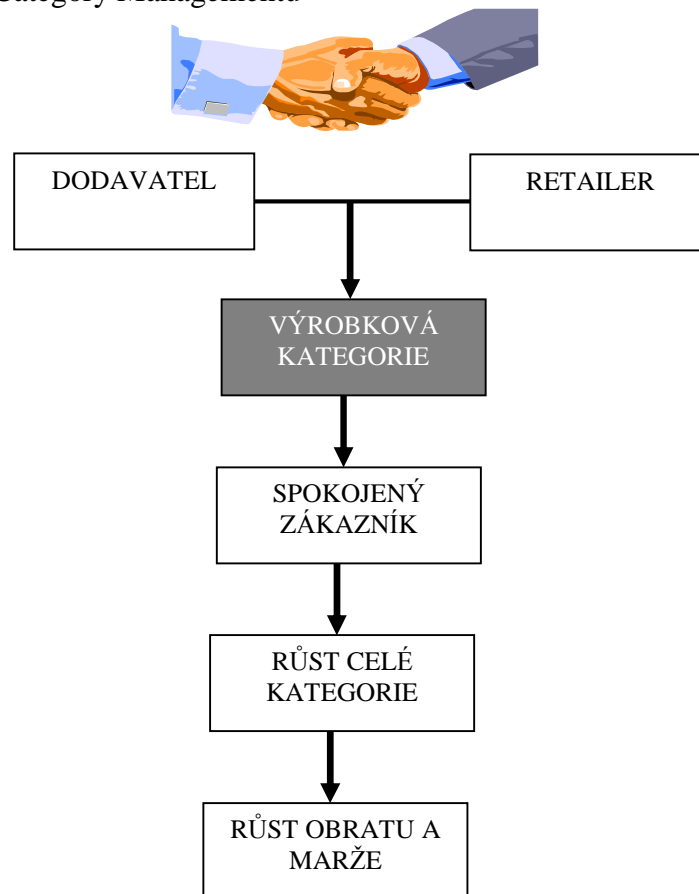 Category Managementu
DODAVATEL
RETAILER
VÝROBKOVÁ
KATEGORIE
SPOKOJENÝ
ZÁKAZNÍK
RŮST CELÉ
KATEGORIE
RŮST OBRATU A
MARŽE